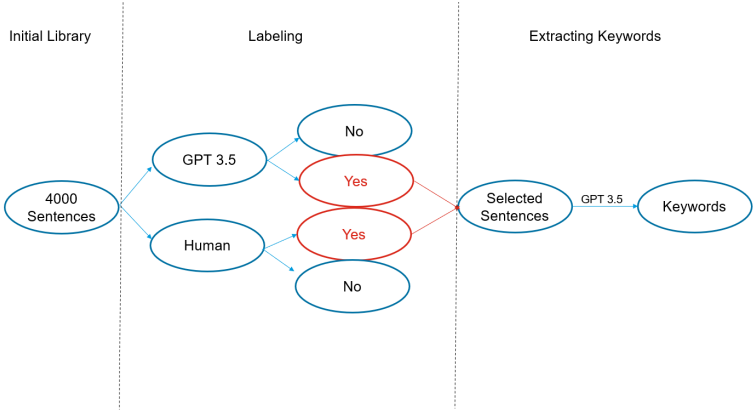 Initial Library
Labeling
Extracting Keywords
4000
Sentences
GPT 3.5
Human
No
Yes
Yes
No
Selected
Sentences
GPT 3.5
Keywords